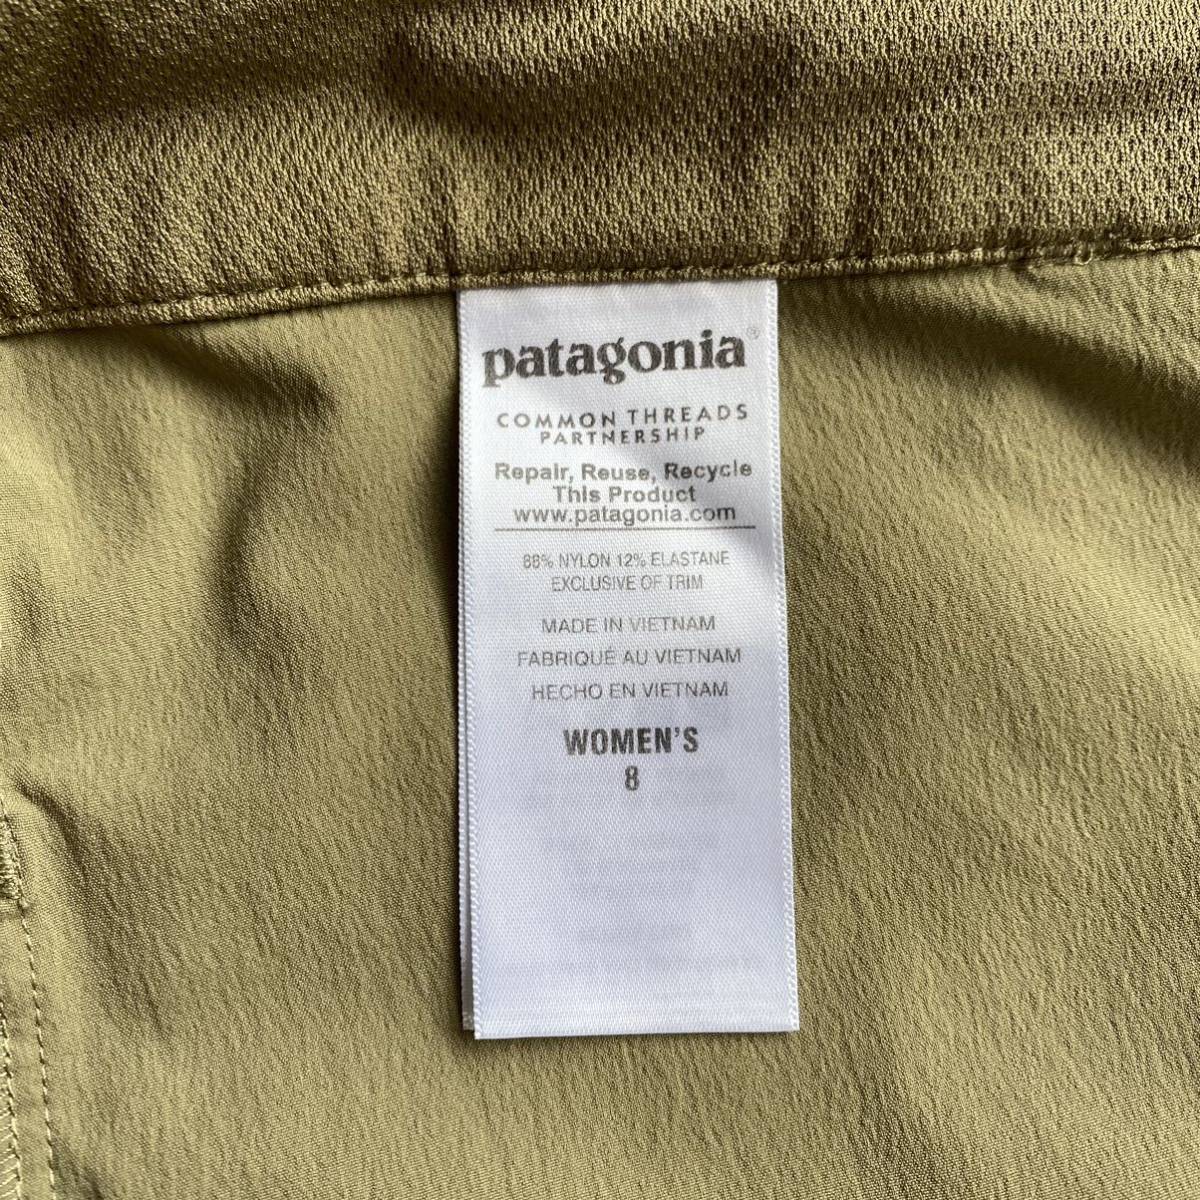 patagonia®
COMMON THREADS
PARTNERSHIP
Repair, Reuse, Recycle
This Product
www.patagonia.com
88% NYLON 12% ELASTANE
EXCLUSIVE OF TRIM
MADE IN VIETNAM
FABRIQUÉ AU VIETNAM
HECHO EN VIETNAM
WOMEN'S
8